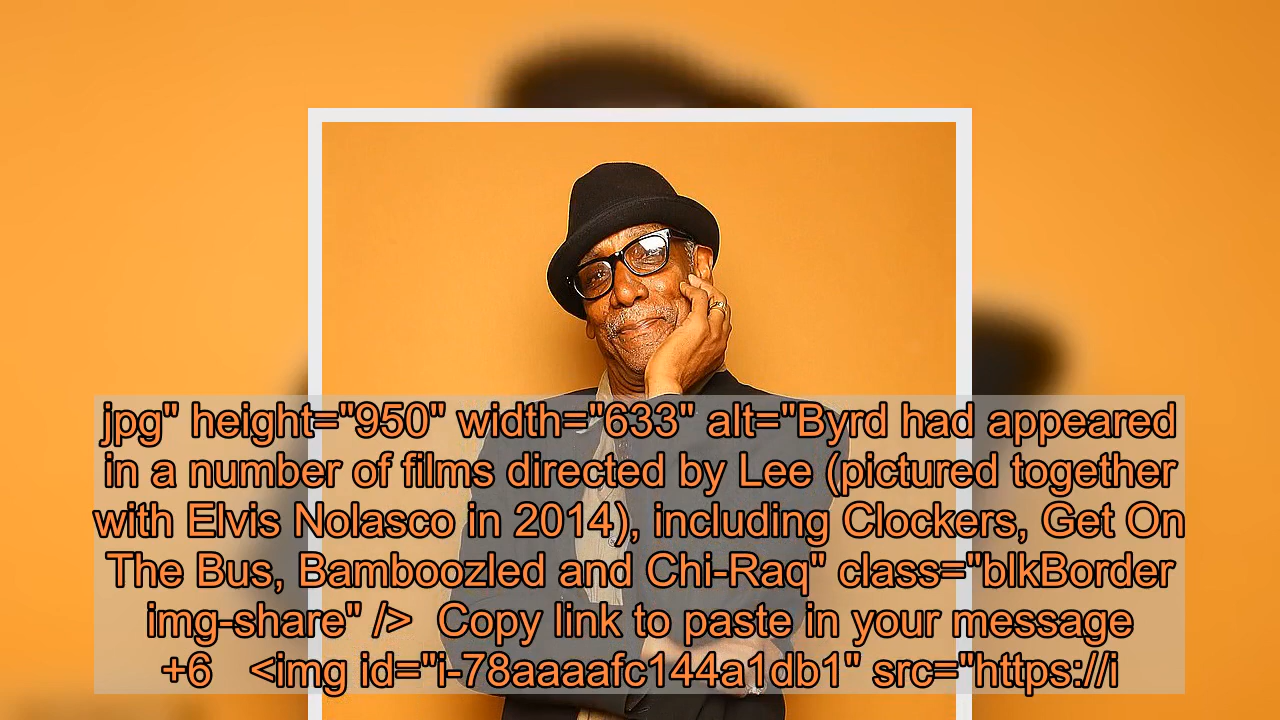 jpg" height="950" width="633" alt="Byrd had appeared
in a number of films directed by Lee (pictured together
with Elvis Nolasco in 2014), including Clockers, Get On
The Bus, Bamboozled and Chi-Raq" class="blkBorder
img-share" />  Copy link to paste in your message
+6   <img id="i-78aaaafc144a1db1" src="https://i